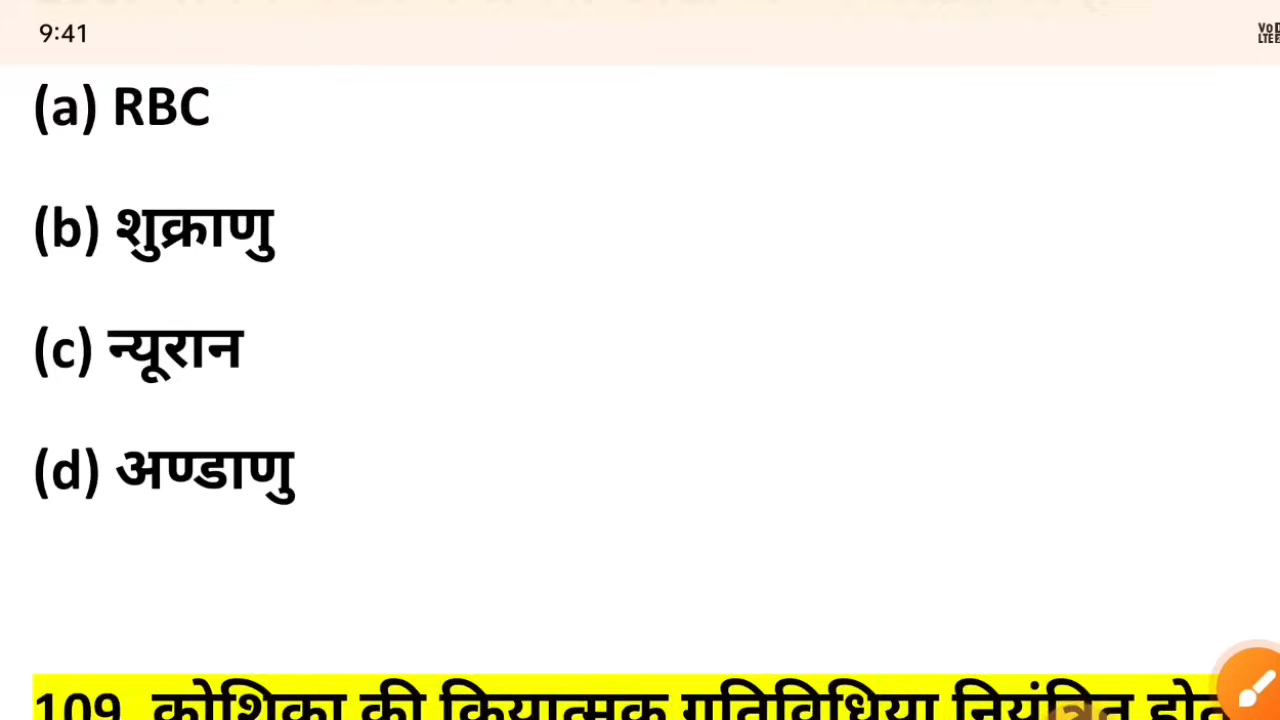 9:41
(a) RBC
(b) शुक्राणु
(c) न्यूरान
(d) अण्डाणु
109. कोशिका की क्रियात्मक गतिविधिया नियंत्रित